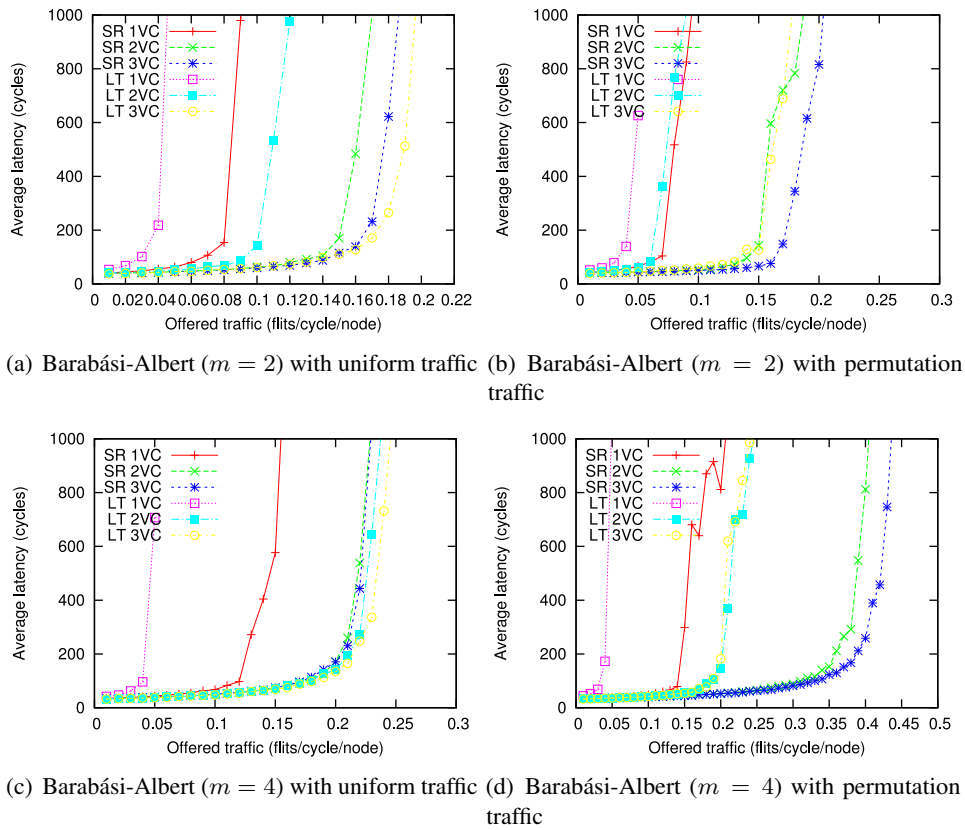 1000
800
600
400
200
0
Average latency (cycles)
SR 1VC
SR 2VC
SR 3VC
LT 1VC
LT 2VC
LT 3VC
0.02 0.04 0.06 0.08 0.1 0.12 0.14 0.16 0.18 0.2 0.22
Offered traffic (flits/cycle/node)
1000
800
600
400
200
0
Average latency (cycles)
SR 1VC
SR 2VC
SR 3VC
LT 1VC
LT 2VC
LT 3VC
0.05 0.1 0.15 0.2 0.25 0.3
Offered traffic (flits/cycle/node)
(a) Barabási-Albert (m = 2) with uniform traffic
(b) Barabási-Albert (m = 2) with permutation
traffic
1000
800
600
400
200
0
Average latency (cycles)
SR 1VC
SR 2VC
SR 3VC
LT 1VC
LT 2VC
LT 3VC
0.05 0.1 0.15 0.2 0.25 0.3
Offered traffic (flits/cycle/node)
1000
800
600
400
200
0
Average latency (cycles)
SR 1VC
SR 2VC
SR 3VC
LT 1VC
LT 2VC
LT 3VC
0.05 0.1 0.15 0.2 0.25 0.3 0.35 0.4 0.45 0.5
Offered traffic (flits/cycle/node)
(c) Barabási-Albert (m = 4) with uniform traffic
(d) Barabási-Albert (m = 4) with permutation
traffic